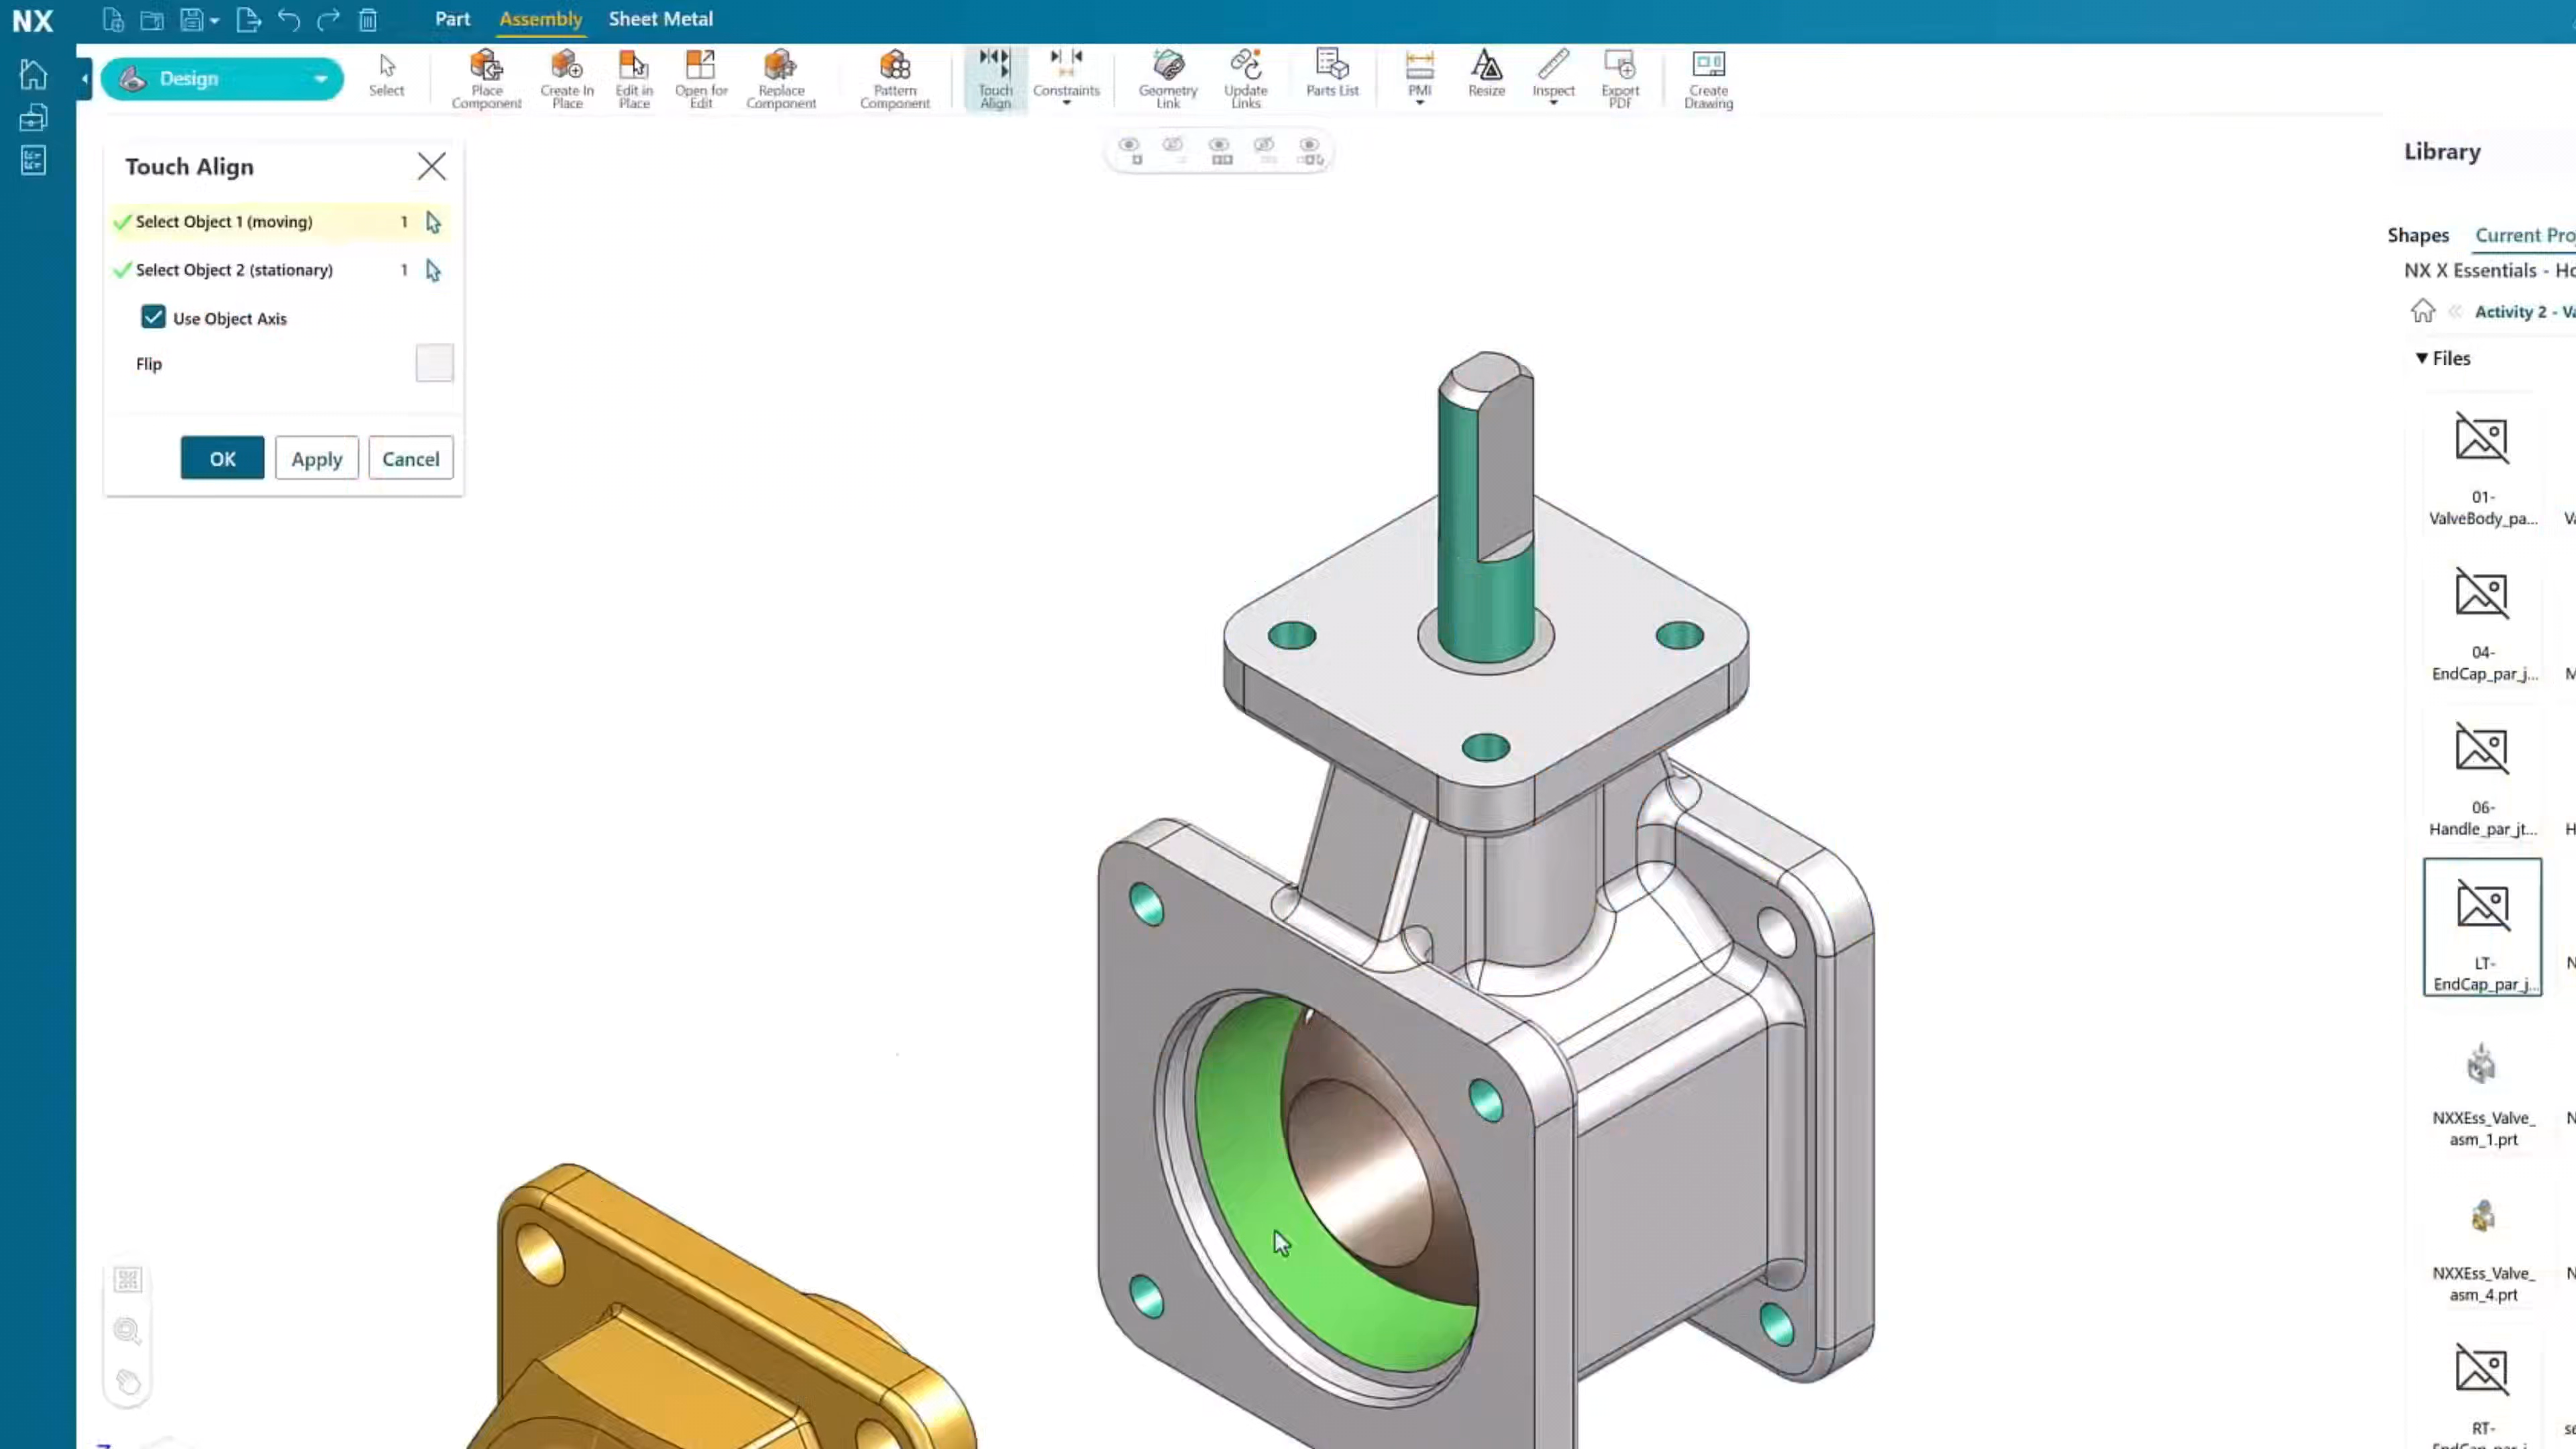 NX
Part Assembly Sheet Metal
Design
Select
Place Component
Create In Place
Edit in Place
Open for Edit
Replace Component
Pattern Component
Touch Align
Constraints
Geometry Link
Update Links
Parts List
PMI
Resize
Inspect
Export PDF
Create Drawing
Touch Align
Select Object 1 (moving) 1
Select Object 2 (stationary) 1
Use Object Axis
Flip
OK Apply Cancel
Library
Shapes Current Pro
NX X Essentials - Ho
Activity 2 - Va
Files
01-
ValveBody_pa...
04-
EndCap_par_j...
06-
Handle_par_jt...
LT-
EndCap_par_j...
NXXEss_Valve_
asm_1.prt
NXXEss_Valve_
asm_4.prt
RT-